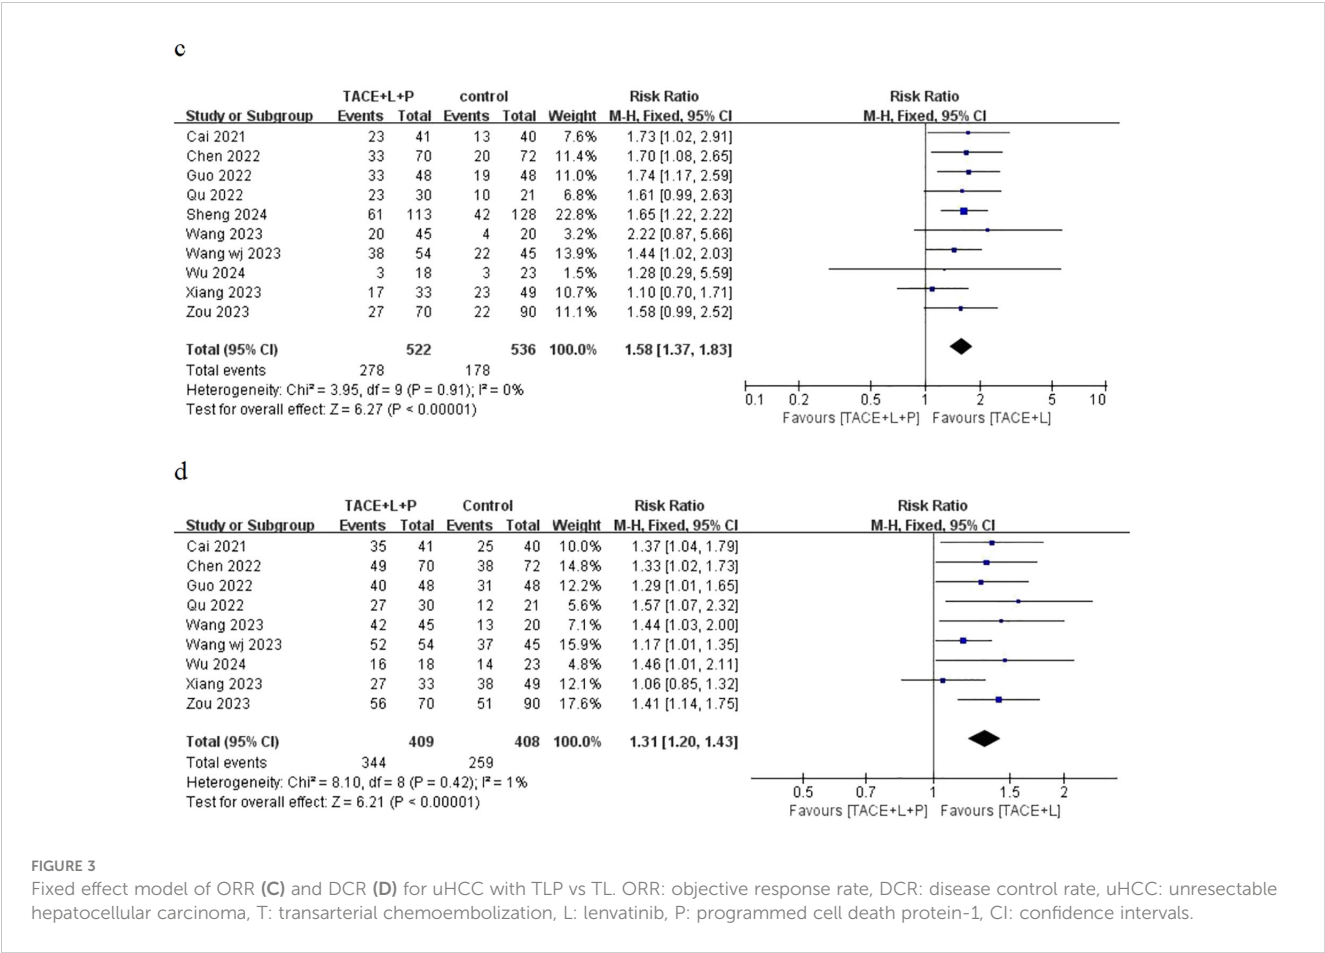 c
TACE+L+P control Risk Ratio Risk Ratio
Study or Subgroup Events Total Events Total Weight M-H, Fixed, 95% CI M-H, Fixed, 95% CI
Cai 2021 23 41 13 40 7.6% 1.73 [1.02, 2.91]
Chen 2022 33 70 20 72 11.4% 1.70 [1.08, 2.65]
Guo 2022 33 48 19 48 11.0% 1.74 [1.17, 2.59]
Qu 2022 23 30 10 21 6.8% 1.61 [0.99, 2.63]
Sheng 2024 61 113 42 128 22.8% 1.65 [1.22, 2.22]
Wang 2023 20 45 4 20 3.2% 2.22 [0.87, 5.66]
Wang wj 2023 38 54 22 45 13.9% 1.44 [1.02, 2.03]
Wu 2024 3 18 3 23 1.5% 1.28 [0.29, 5.59]
Xiang 2023 17 33 23 49 10.7% 1.10 [0.70, 1.71]
Zou 2023 27 70 22 90 11.1% 1.58 [0.99, 2.52]
Total (95% CI) 522 536 100.0% 1.58 [1.37, 1.83]
Total events 278 178
Heterogeneity: Chi² = 3.95, df = 9 (P = 0.91); I² = 0%
Test for overall effect: Z = 6.27 (P < 0.00001)
0.1 0.2 0.5 1 2 5 10
Favours [TACE+L+P] Favours [TACE+L]
d
TACE+L+P Control Risk Ratio Risk Ratio
Study or Subgroup Events Total Events Total Weight M-H, Fixed, 95% CI M-H, Fixed, 95% CI
Cai 2021 35 41 25 40 10.0% 1.37 [1.04, 1.79]
Chen 2022 49 70 38 72 14.8% 1.33 [1.02, 1.73]
Guo 2022 40 48 31 48 12.2% 1.29 [1.01, 1.65]
Qu 2022 27 30 12 21 5.6% 1.57 [1.07, 2.32]
Wang 2023 42 45 13 20 7.1% 1.44 [1.03, 2.00]
Wang wj 2023 52 54 37 45 15.9% 1.17 [1.01, 1.35]
Wu 2024 16 18 14 23 4.8% 1.46 [1.01, 2.11]
Xiang 2023 27 33 38 49 12.1% 1.06 [0.85, 1.32]
Zou 2023 56 70 51 90 17.6% 1.41 [1.14, 1.75]
Total (95% CI) 409 408 100.0% 1.31 [1.20, 1.43]
Total events 344 259
Heterogeneity: Chi² = 8.10, df = 8 (P = 0.42); I² = 1%
Test for overall effect: Z = 6.21 (P < 0.00001)
0.5 0.7 1 1.5 2
Favours [TACE+L+P] Favours [TACE+L]
FIGURE 3
Fixed effect model of ORR (C) and DCR (D) for uHCC with TLP vs TL. ORR: objective response rate, DCR: disease control rate, uHCC: unresectable
hepatocellular carcinoma, T: transarterial chemoembolization, L: lenvatinib, P: programmed cell death protein-1, CI: confidence intervals.